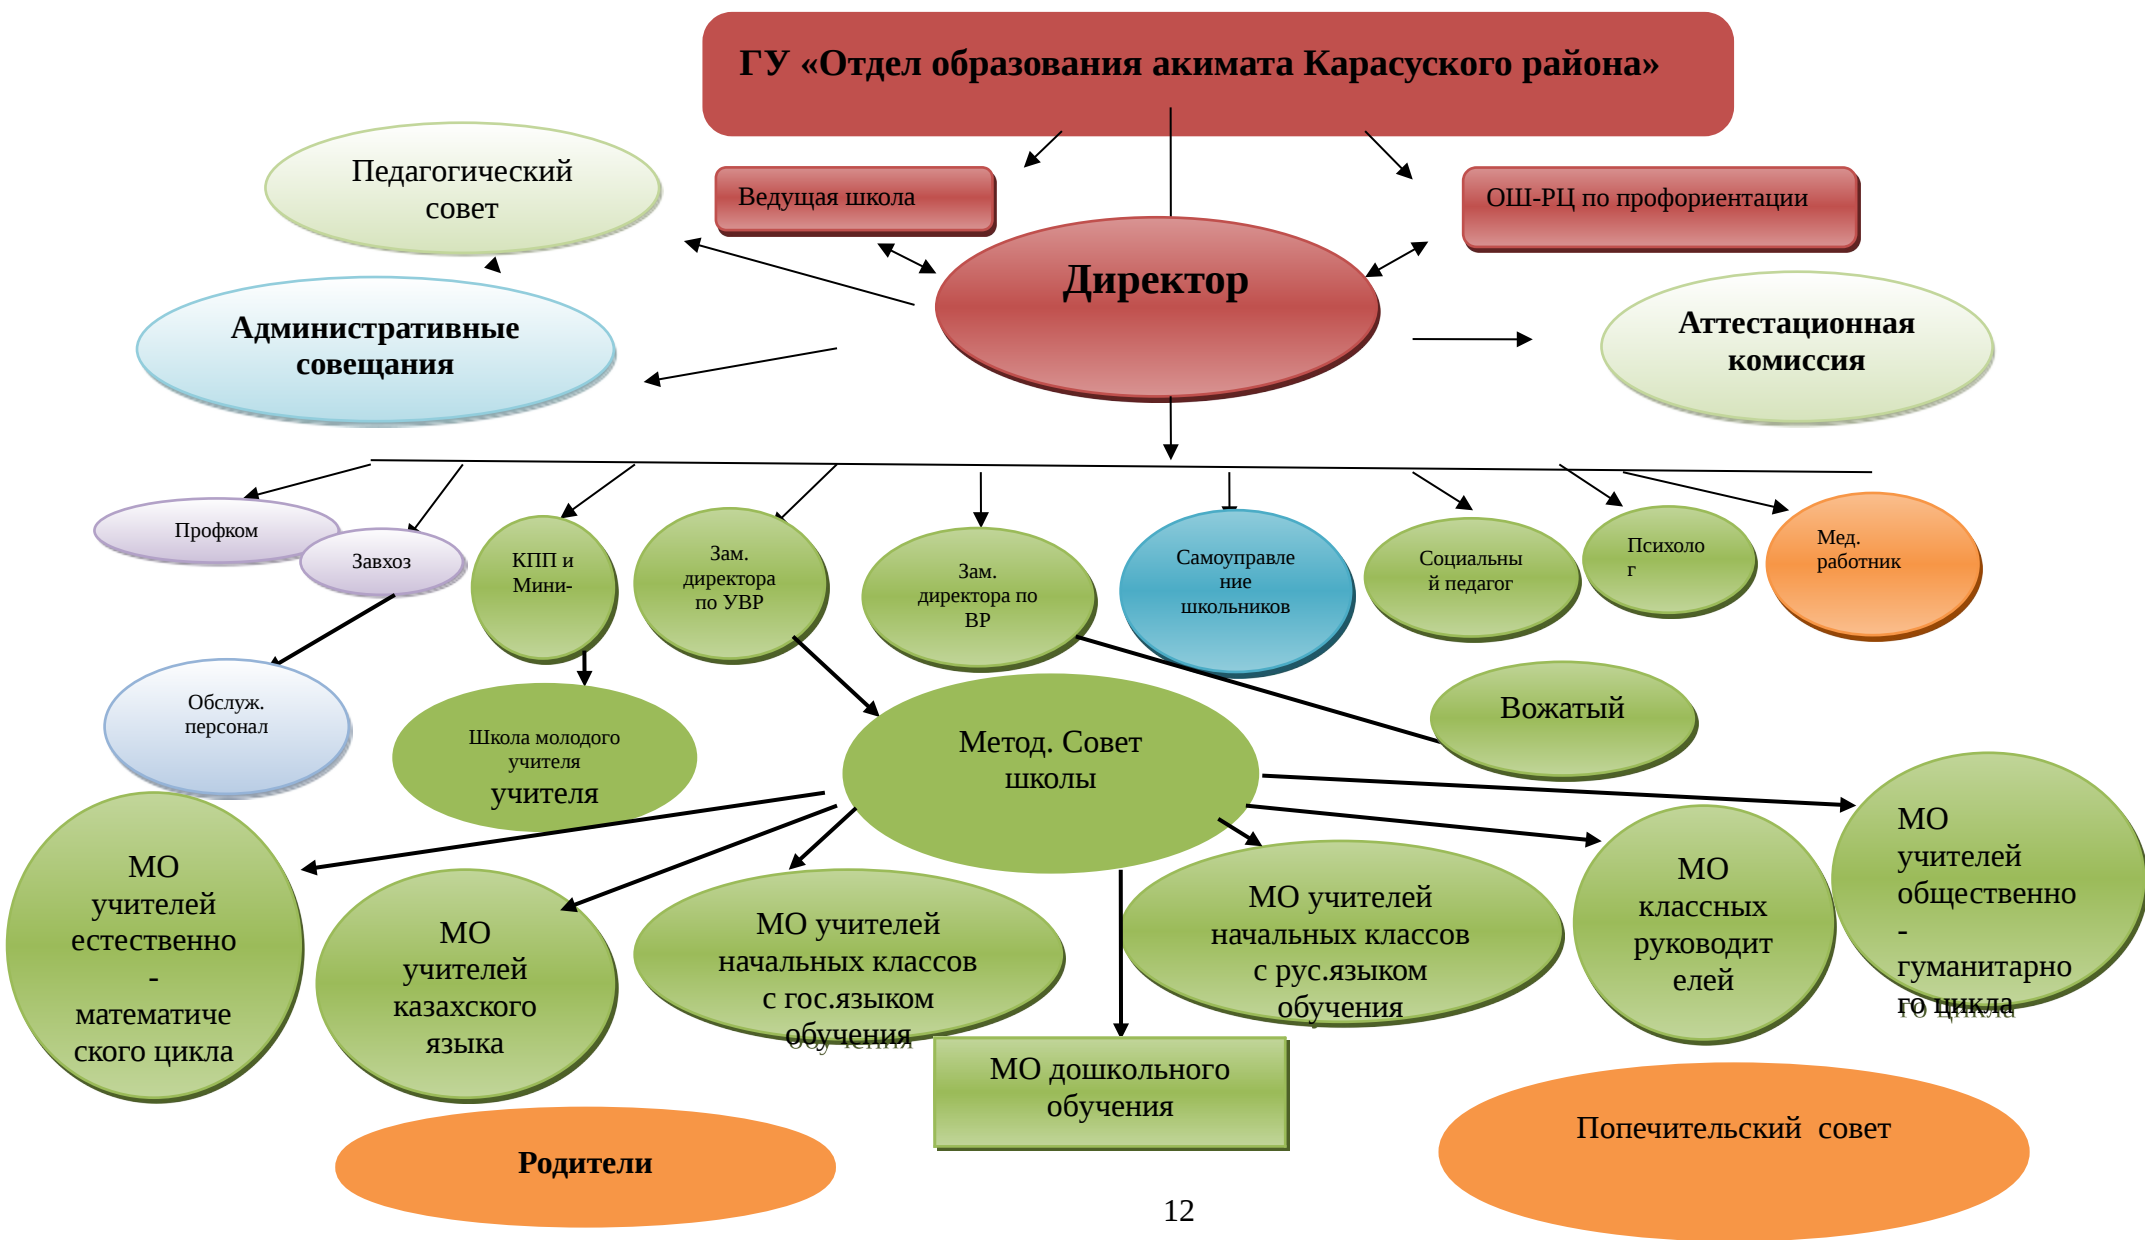 ГУ «Отдел образования акимата Карасуского района»
Педагогический
совет
Ведущая школа
ОШ-РЦ по профориентации
Директор
Административные
совещания
Аттестационная
комиссия
Профком
Завхоз
КПП и
Мини-
Зам.
директора
по УВР
Зам.
директора по
ВР
Самоуправле
ние
школьников
Социальны
й педагог
Психоло
г
Мед.
работник
Обслуж.
персонал
Школа молодого
учителя
учителя
Метод. Совет
школы
Вожатый
МО
учителей
естественно
-
математиче
ского цикла
МО
учителей
казахского
языка
МО учителей
начальных классов
с гос.языком
обучения
МО дошкольного
обучения
МО учителей
начальных классов
с рус.языком
обучения
МО
классных
руководит
елей
МО
учителей
общественно
-
гуманитарно
го цикла
Родители
Попечительский  совет
12